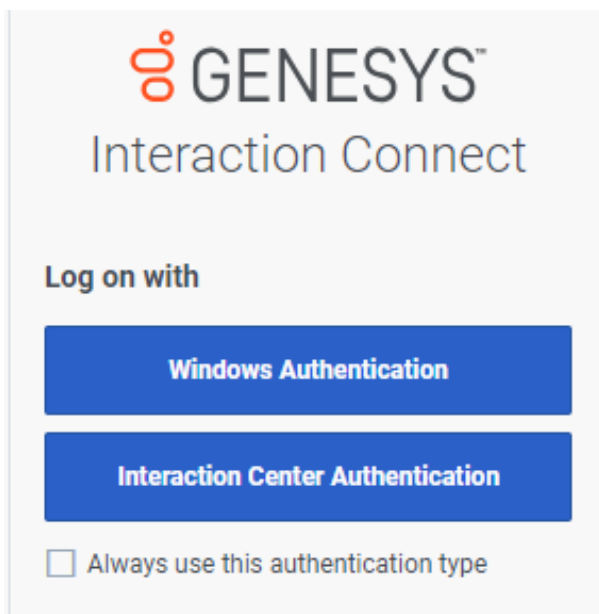 GENESYS™
Interaction Connect
Log on with
Windows Authentication
Interaction Center Authentication
Always use this authentication type